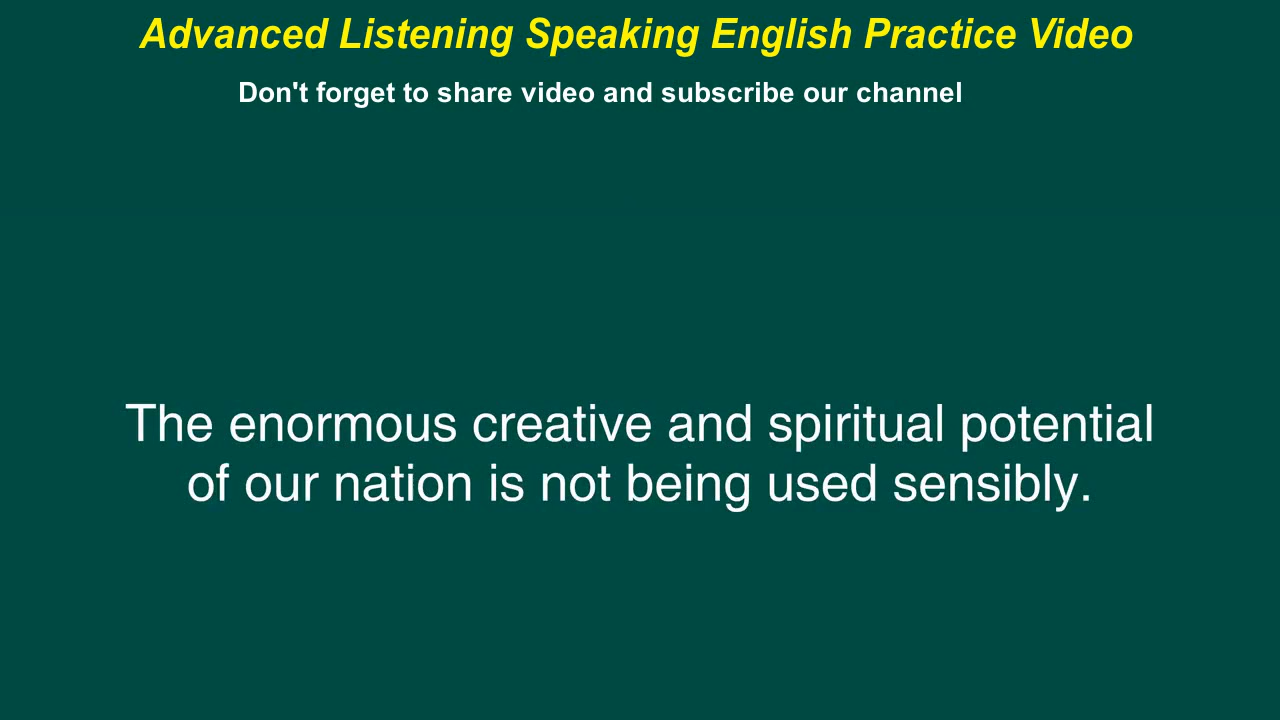 Advanced Listening Speaking English Practice Video
Don't forget to share video and subscribe our channel
The enormous creative and spiritual potential
of our nation is not being used sensibly.